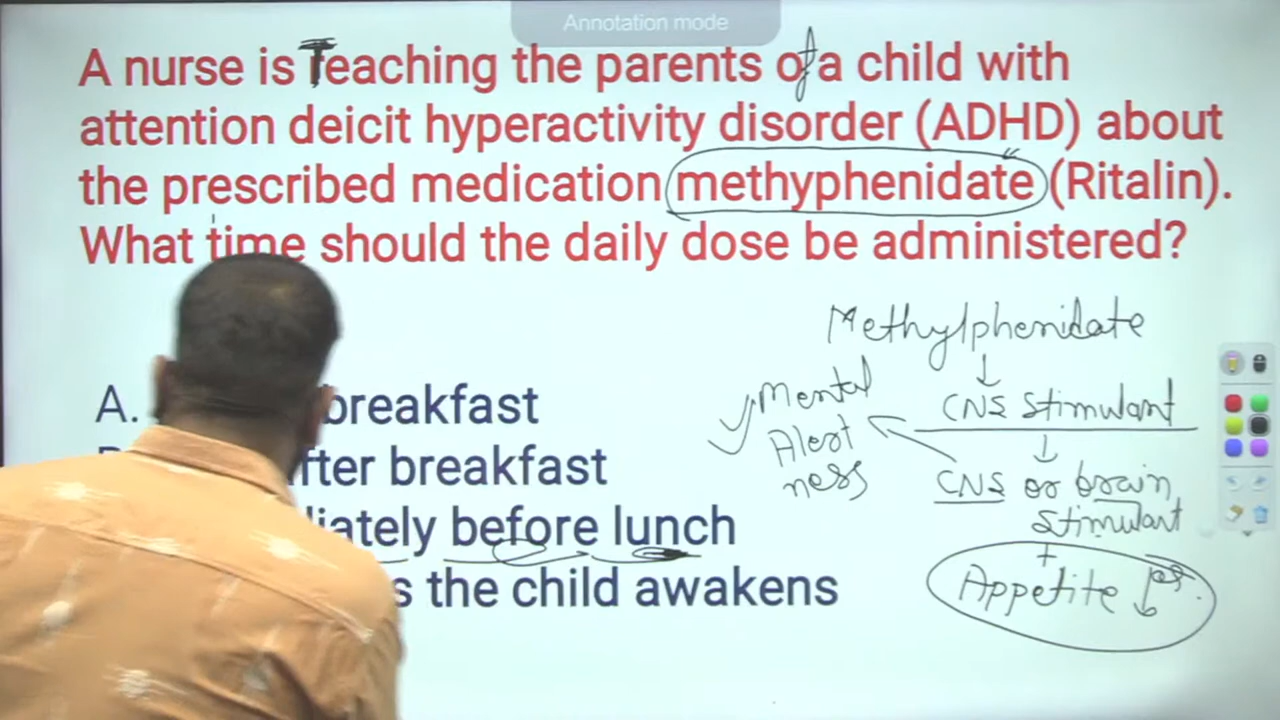 Annotation mode
A nurse is Teaching the parents of a child with
attention deicit hyperactivity disorder (ADHD) about
the prescribed medication methyphenidate (Ritalin).
What time should the daily dose be administered?
A. breakfast
after breakfast
before lunch
the child awakens
Methylphenidate
CNS Stimulant
CNS or brain
Stimulant
+
Appetite ↓
Mental
Alert
ness